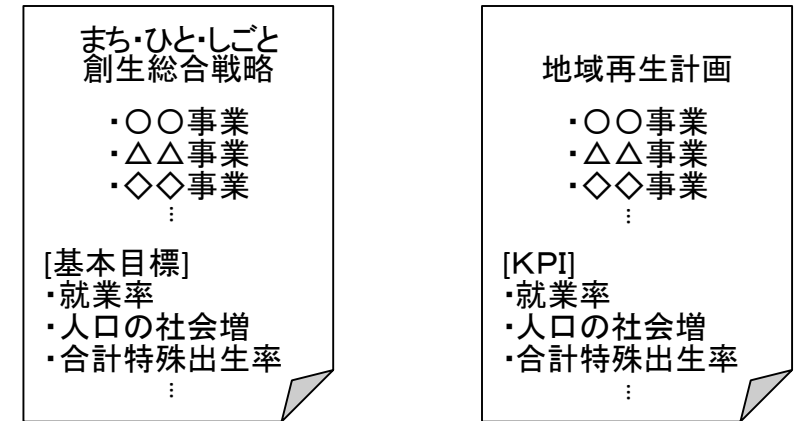 まち・ひと・しごと
創生総合戦略
・○○事業
・△△事業
・◇◇事業
⋮
[基本目標]
・就業率
・人口の社会増
・合計特殊出生率
⋮
地域再生計画
・○○事業
・△△事業
・◇◇事業
⋮
[KPI]
・就業率
・人口の社会増
・合計特殊出生率
⋮